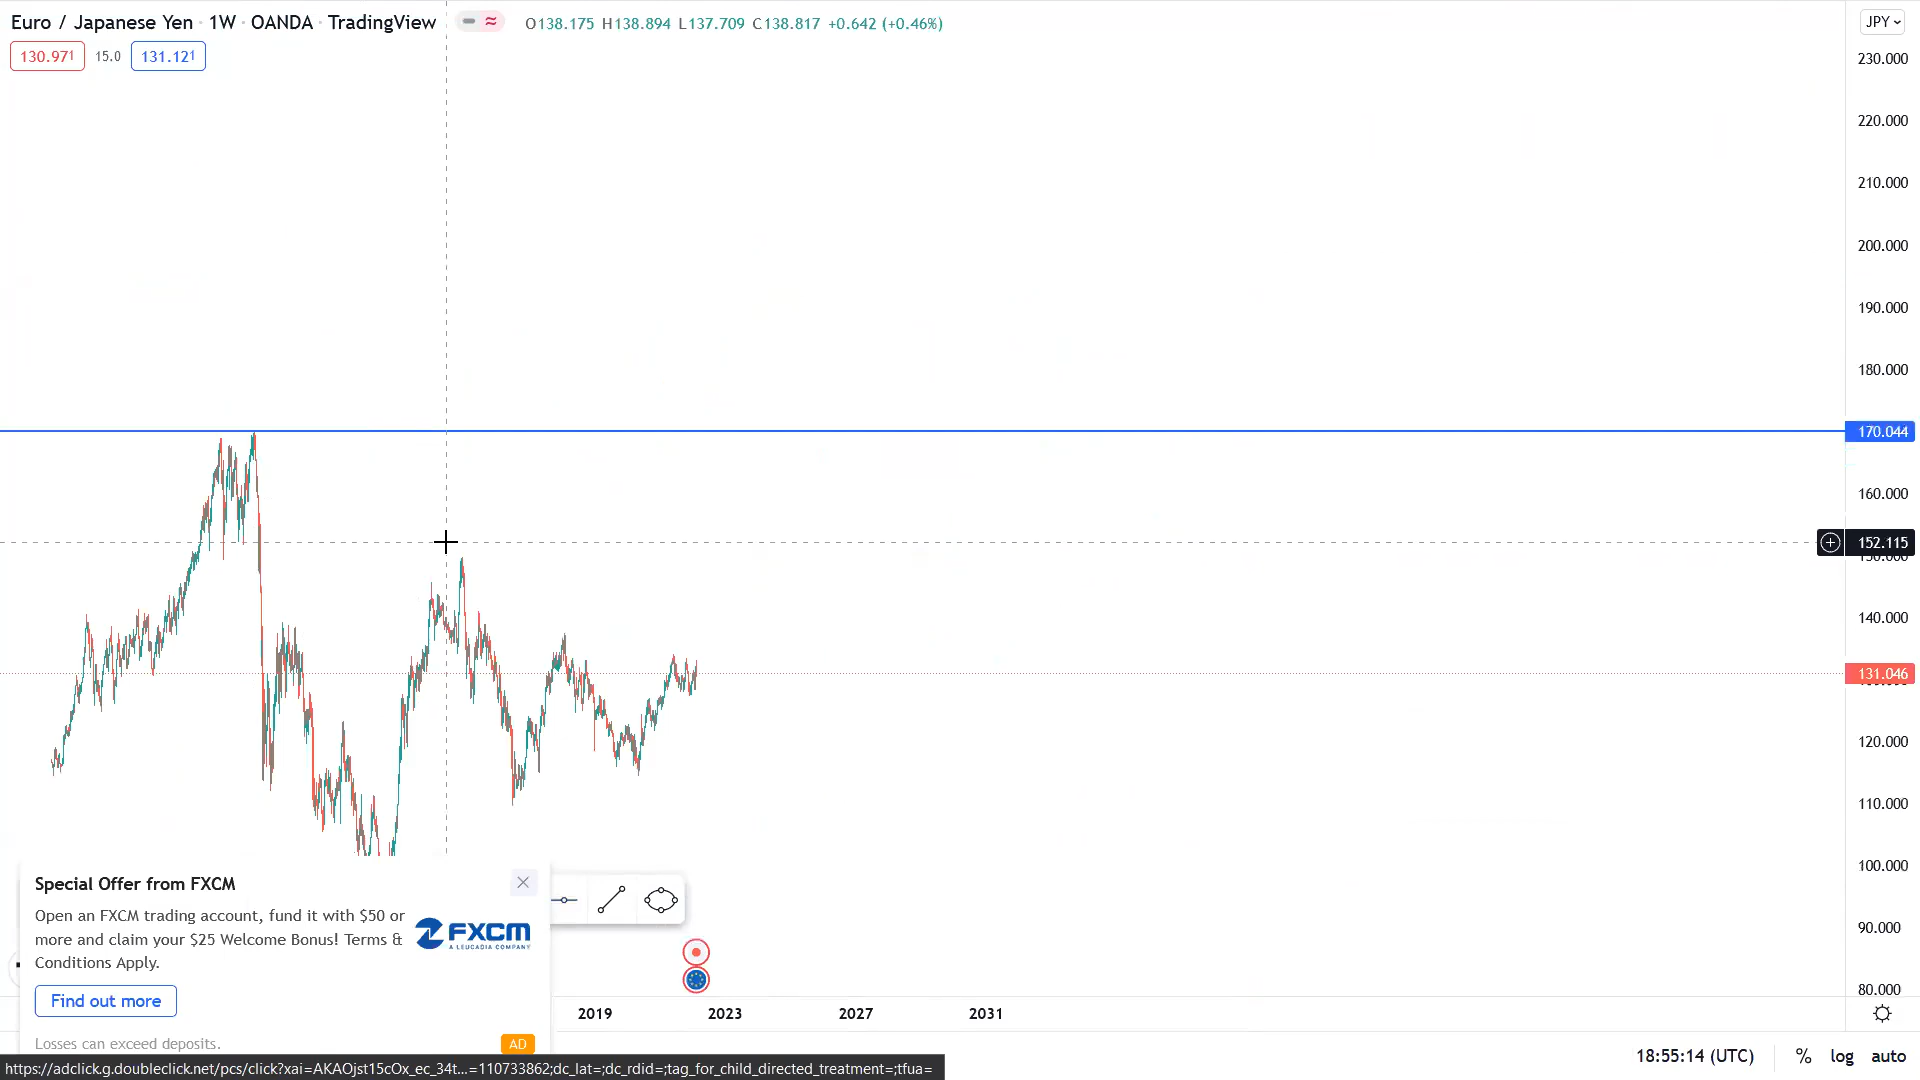 Euro / Japanese Yen · 1W · OANDA · TradingView
O138.175 H138.894 L137.709 C138.817 +0.642 (+0.46%)
JPY
130.971 15.0 131.121
230.000
220.000
210.000
200.000
190.000
180.000
170.044
160.000
152.115
150.000
140.000
131.046
120.000
110.000
100.000
90.000
80.000
Special Offer from FXCM
Open an FXCM trading account, fund it with $50 or
more and claim your $25 Welcome Bonus! Terms &
Conditions Apply.
FXCM
A LEUCADIA COMPANY
Find out more
Losses can exceed deposits.
AD
2019 2023 2027 2031
18:55:14 (UTC) % log auto
https://adclick.g.doubleclick.net/pcs/click?xai=AKAOjst15cOx_ec_34t...=110733862;dc_lat=;dc_rdid=;tag_for_child_directed_treatment=;tfua=